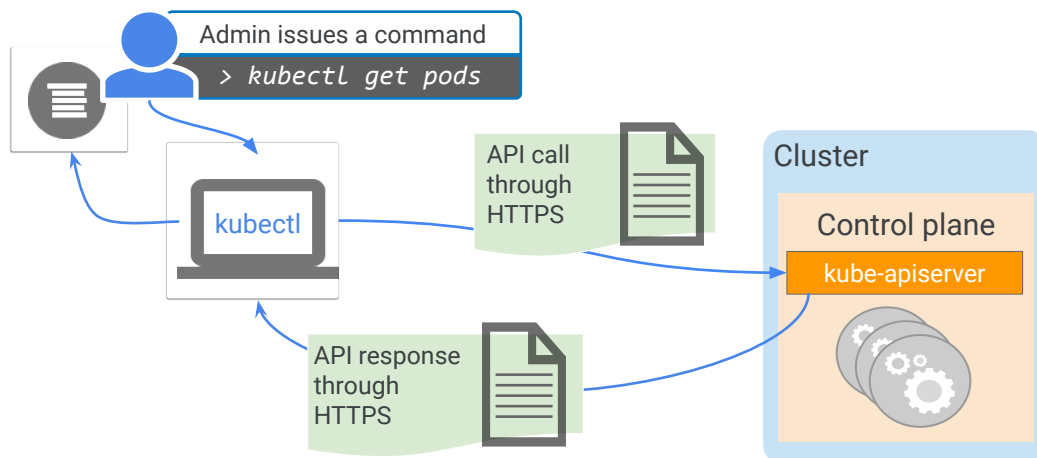 Admin issues a command
> kubectl get pods
kubectl
API call
through
HTTPS
Cluster
Control plane
kube-apiserver
API response
through
HTTPS